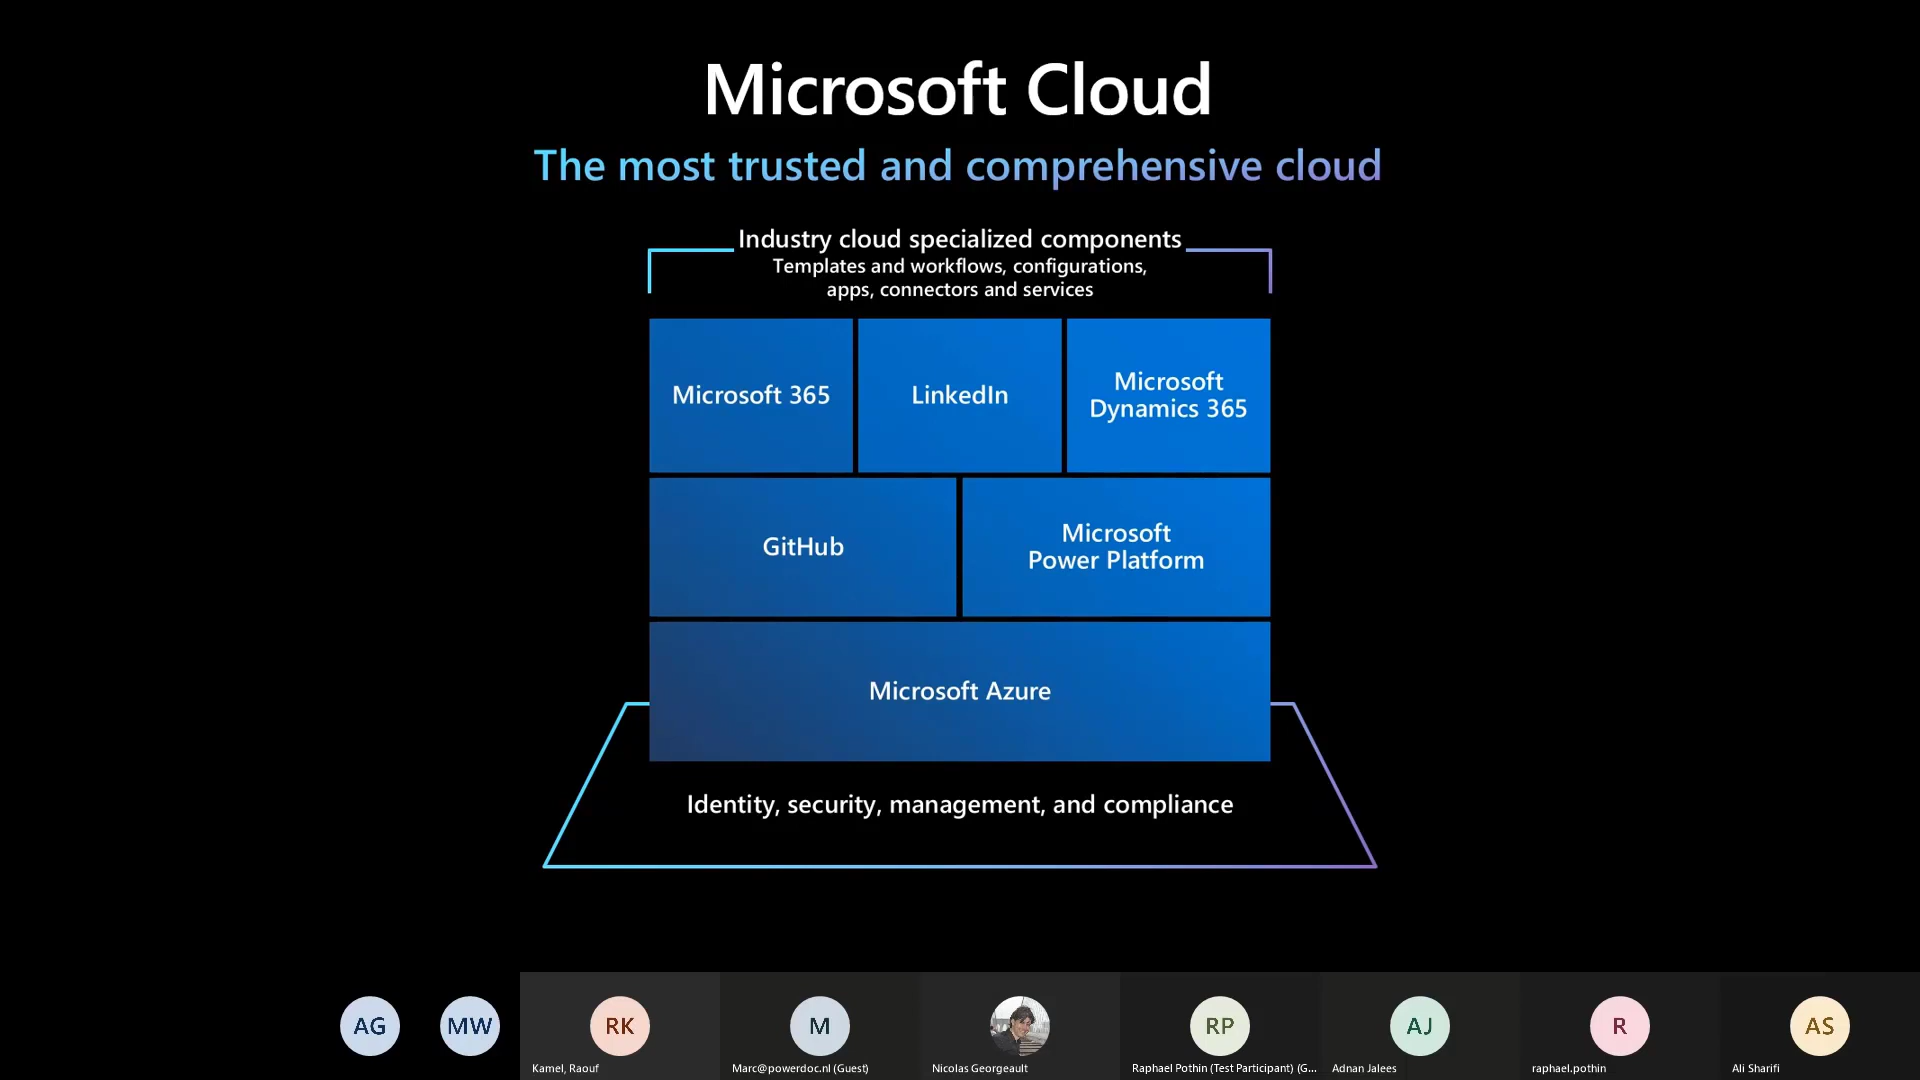 Microsoft Cloud
The most trusted and comprehensive cloud
Industry cloud specialized components
Templates and workflows, configurations,
apps, connectors and services
Microsoft 365
LinkedIn
Microsoft
Dynamics 365
GitHub
Microsoft
Power Platform
Microsoft Azure
Identity, security, management, and compliance
AG
MW
RK
M
RP
AJ
R
AS
Kamel, Raouf
Marc@powerdoc.nl (Guest)
Nicolas Georgeault
Raphael Pothin (Test Participant) (G...
Adnan Jalees
raphael.pothin
Ali Sharifi